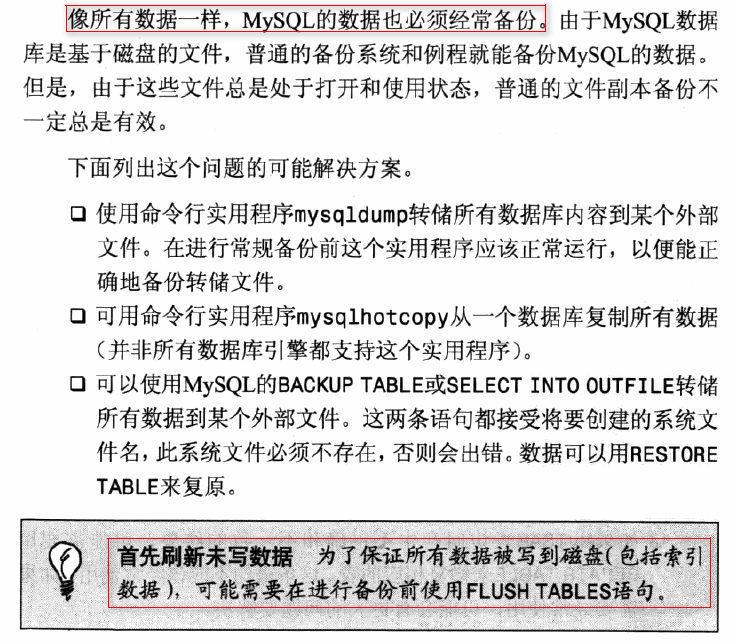 像所有数据一样，MySQL的数据也必须经常备份。由于MySQL数据
库是基于磁盘的文件，普通的备份系统和例程就能备份MySQL的数据。
但是，由于这些文件总是处于打开和使用状态，普通的文件副本备份不
一定总是有效。
下面列出这个问题的可能解决方案。
❑ 使用命令行实用程序mysqldump转储所有数据库内容到某个外部
文件。在进行常规备份前这个实用程序应该正常运行，以便能正
确地备份转储文件。
❑ 可用命令行实用程序mysqlhotcopy从一个数据库复制所有数据
（并非所有数据库引擎都支持这个实用程序）。
❑ 可以使用MySQL的BACKUP TABLE或SELECT INTO OUTFILE转储
所有数据到某个外部文件。这两条语句都接受将要创建的系统文
件名，此系统文件必须不存在，否则会出错。数据可以用RESTORE
TABLE来复原。
首先刷新未写数据 为了保证所有数据被写到磁盘（包括索引
数据），可能需要在进行备份前使用FLUSH TABLES语句。